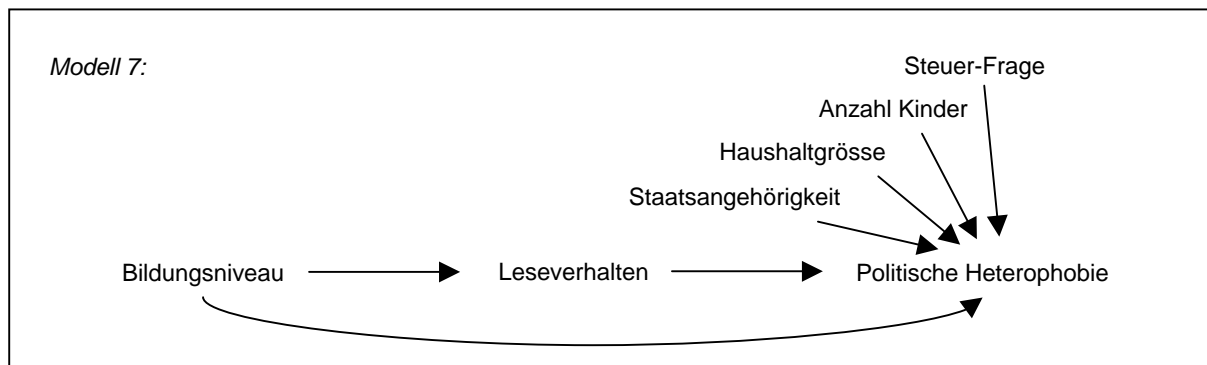 Modell 7:
Steuer-Frage
Anzahl Kinder
Haushaltgrösse
Staatsangehörigkeit
Bildungsniveau
Leseverhalten
Politische Heterophobie